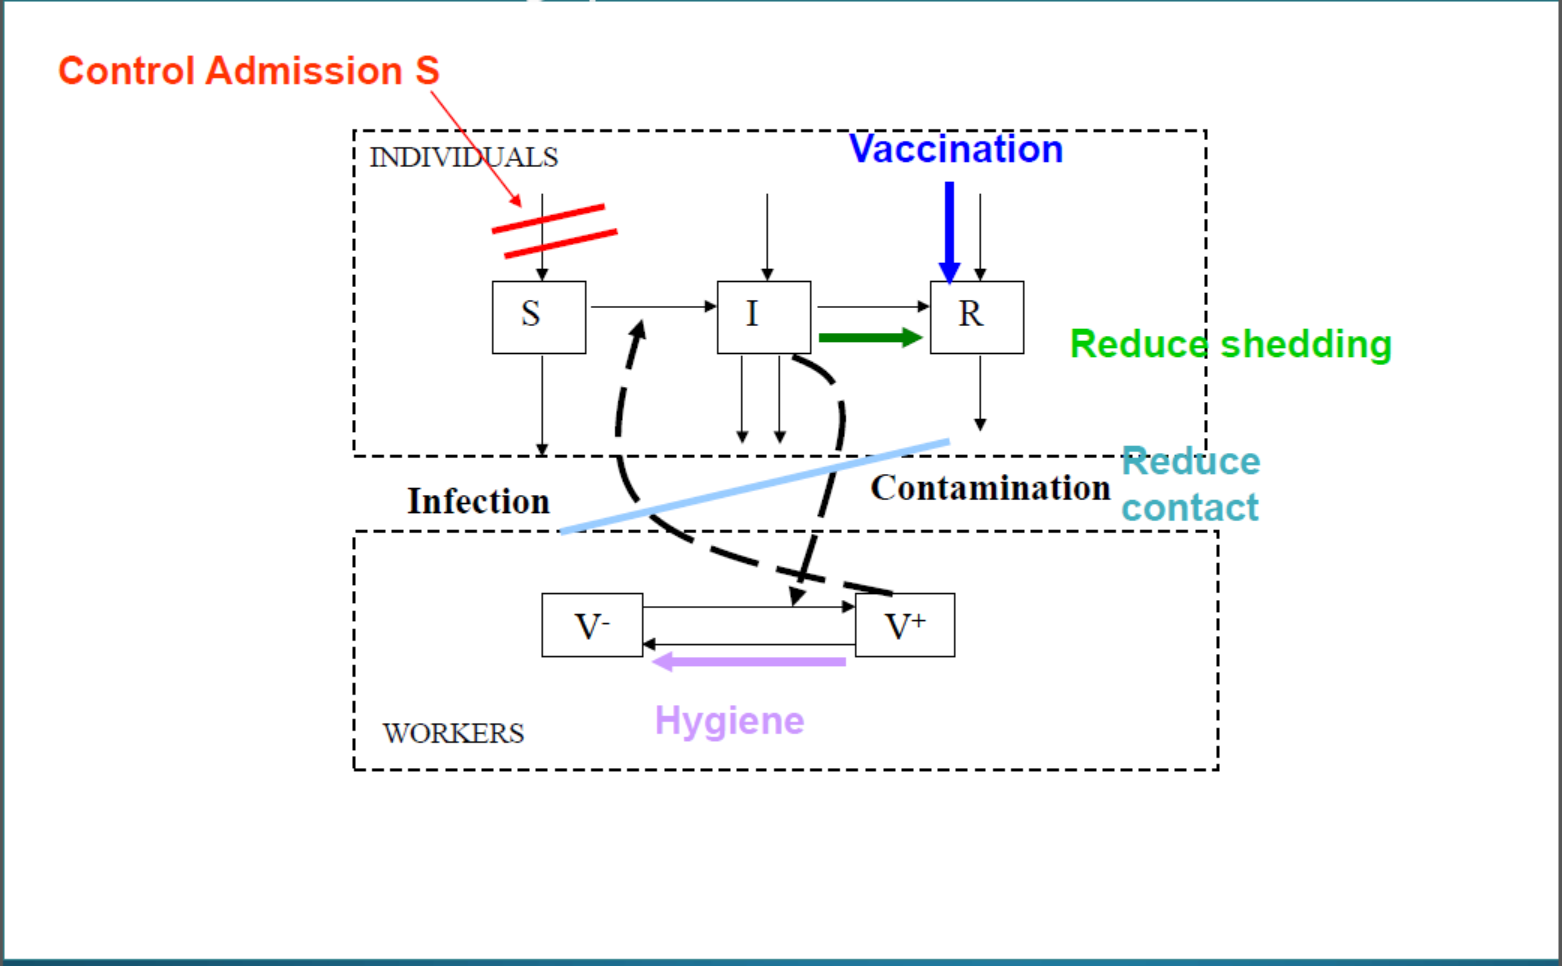 Control Admission S
INDIVIDUALS
Vaccination
S
I
R
Reduce shedding
Reduce
contact
Infection
Contamination
V-
V+
Hygiene
WORKERS